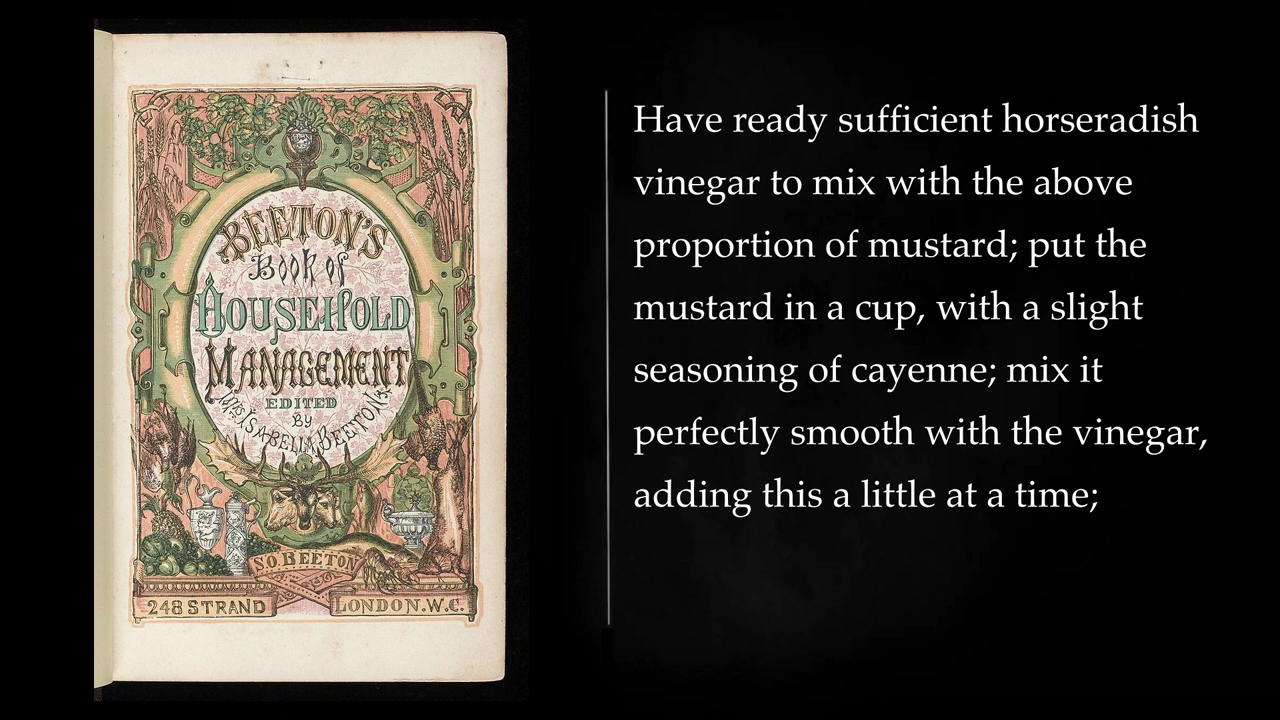 BEETON'S
Book of
HOUSEHOLD
MANAGEMENT
EDITED
BY
MRS ISABELLA BEETON
S.O. BEETON
248 STRAND
LONDON.W.C.
Have ready sufficient horseradish
vinegar to mix with the above
proportion of mustard; put the
mustard in a cup, with a slight
seasoning of cayenne; mix it
perfectly smooth with the vinegar,
adding this a little at a time;